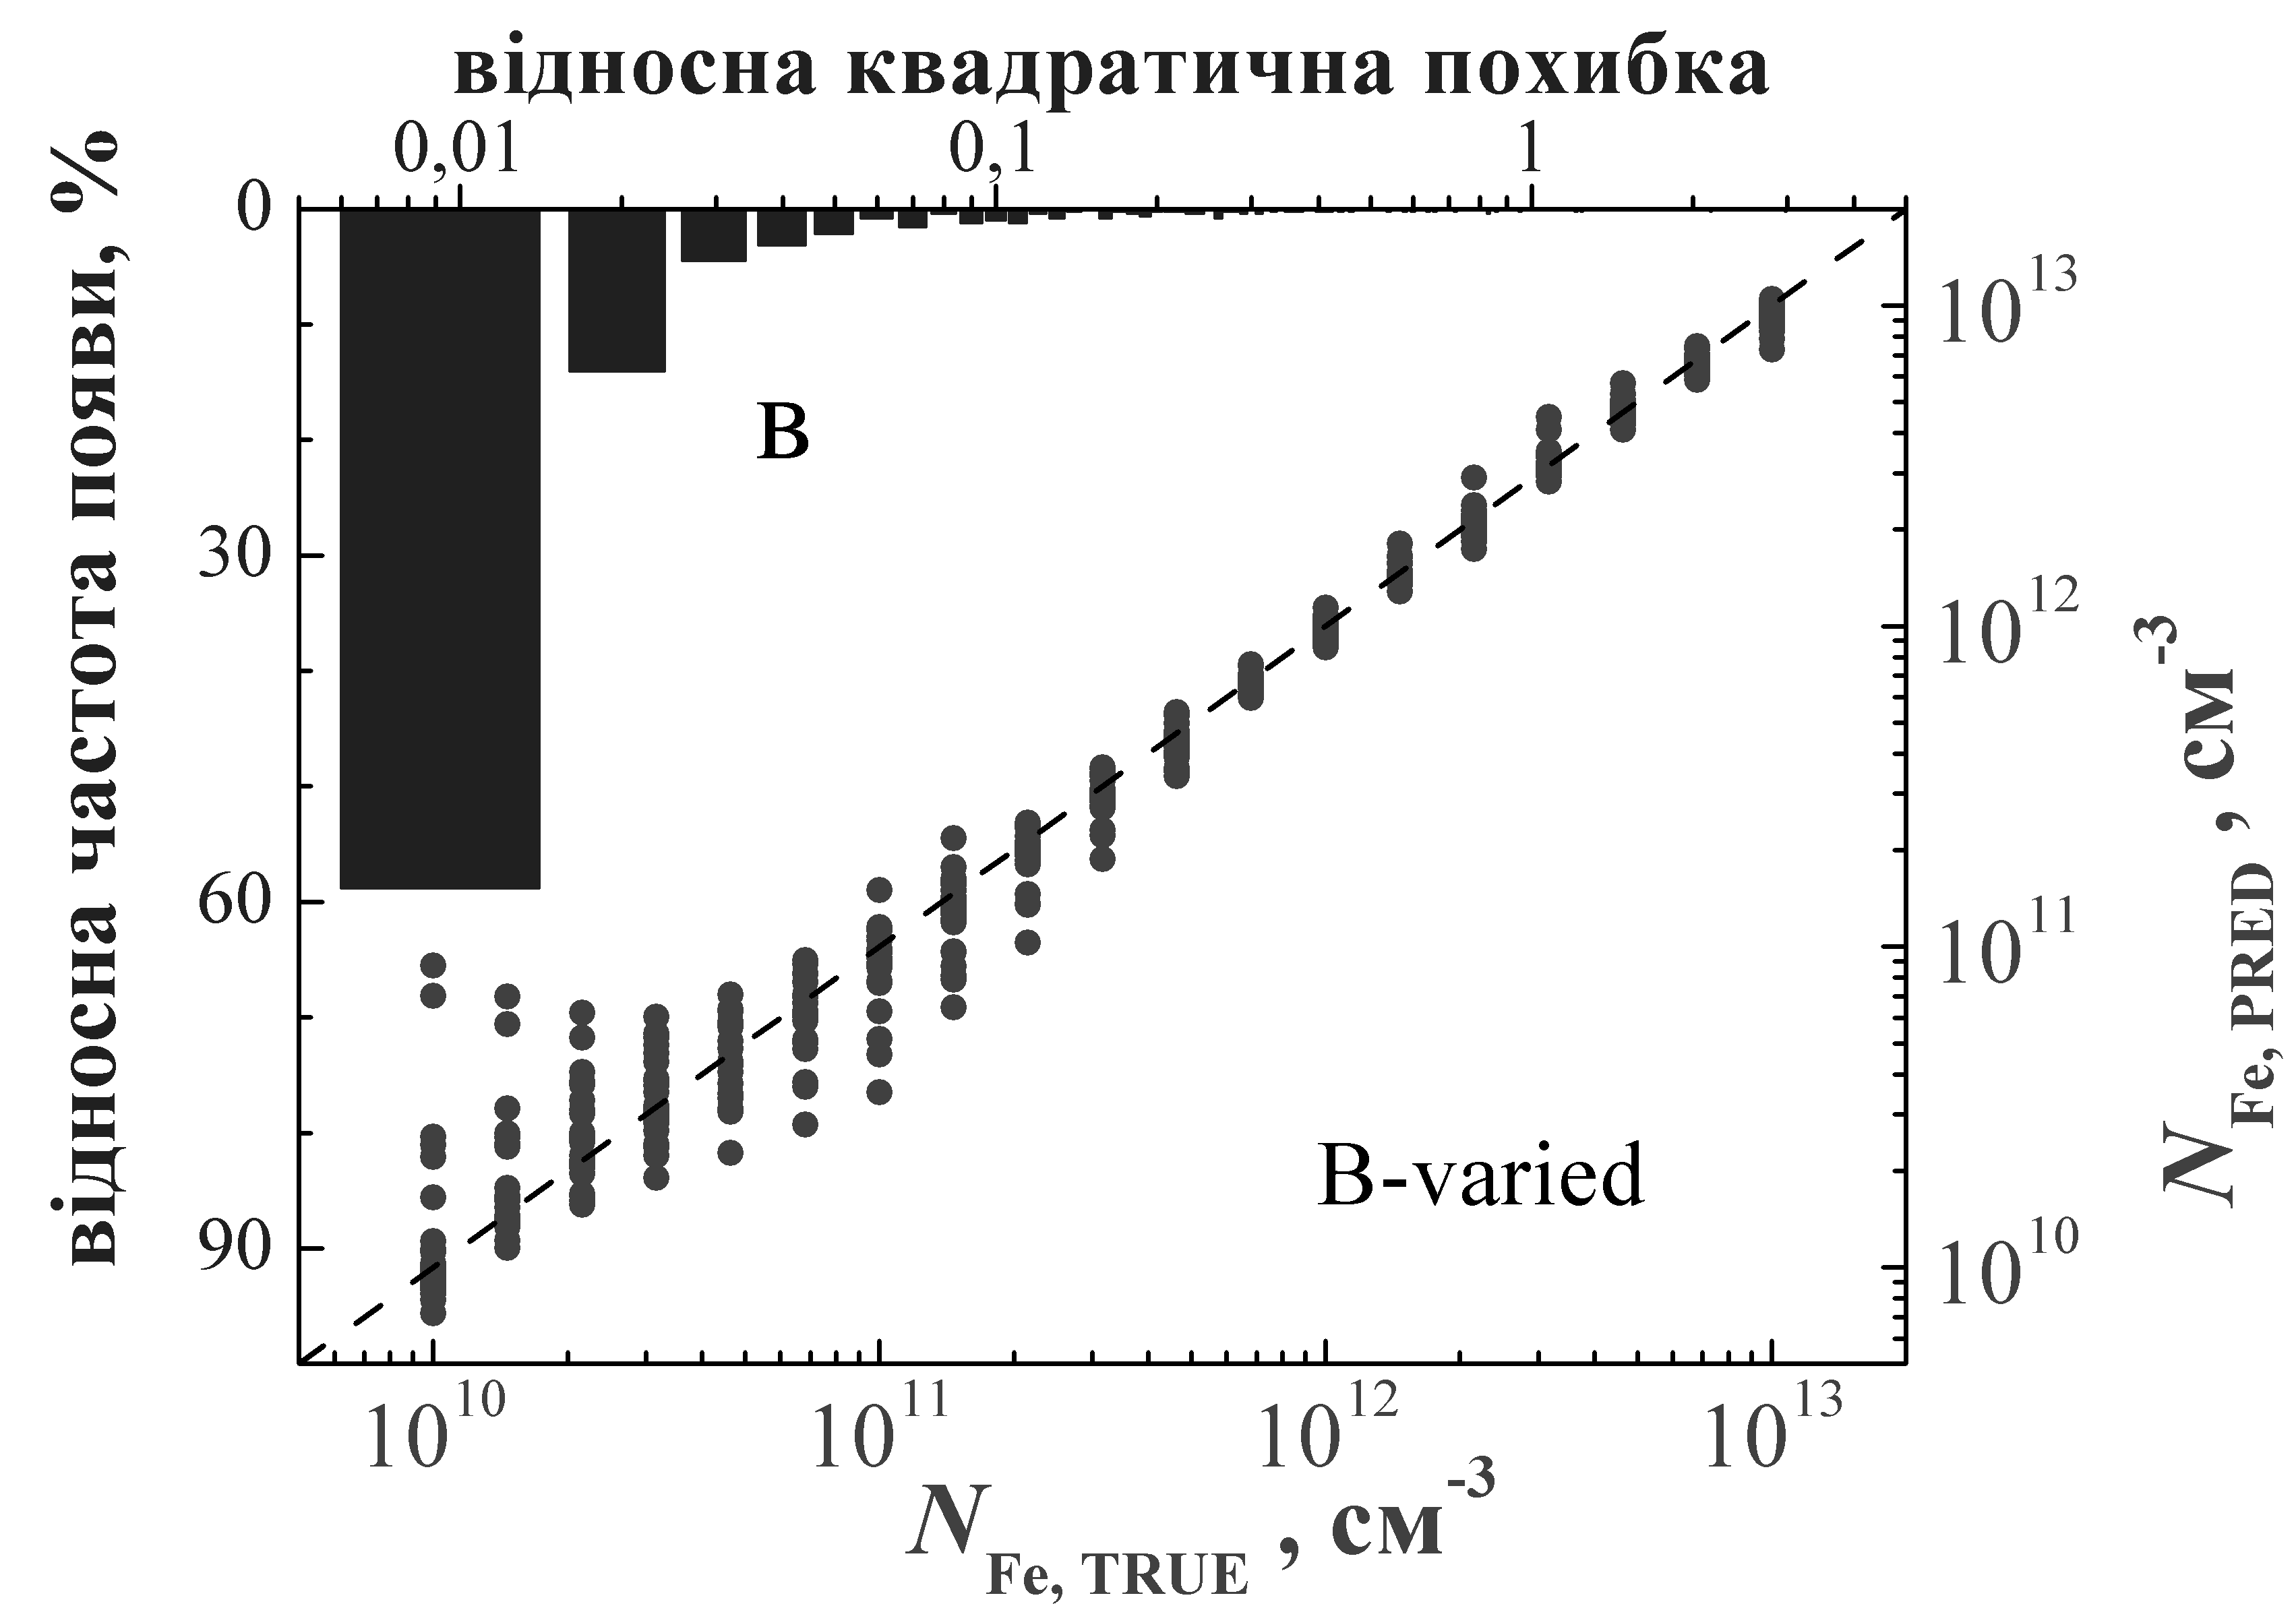 відносна квадратична похибка
0,01 0,1 1
відносна частота появи, %
0
30
60
90
В
B-varied
10^13
10^12
10^11
10^10
N_Fe, PRED , см^-3
10^10 10^11 10^12 10^13
N_Fe, TRUE , см^-3